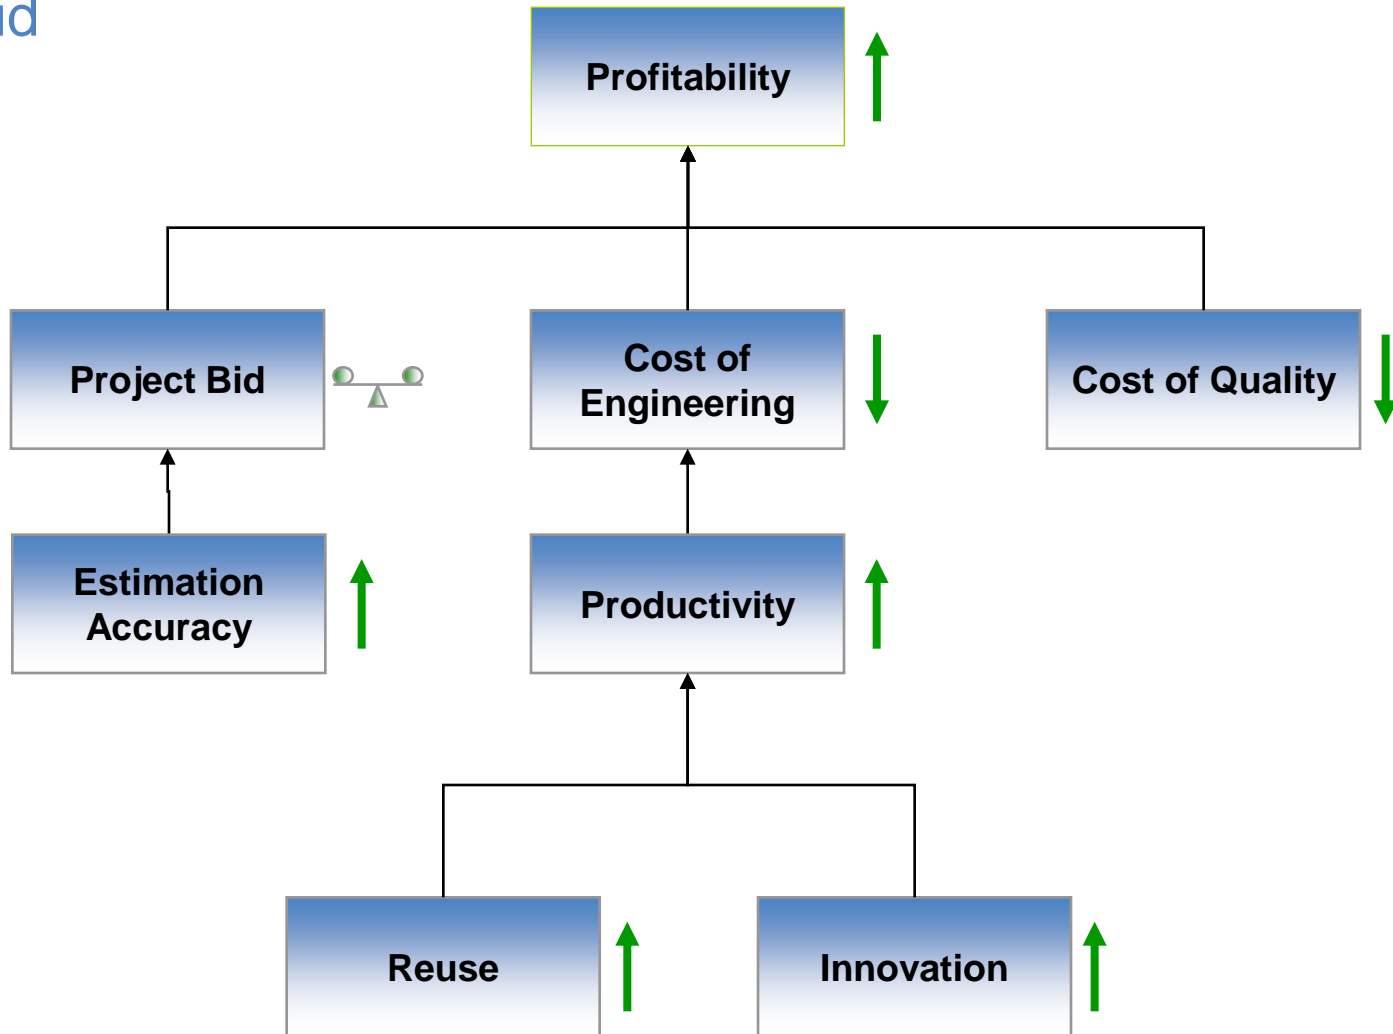 Profitability
Project Bid
Cost of
Engineering
Cost of Quality
Estimation
Accuracy
Productivity
Reuse
Innovation